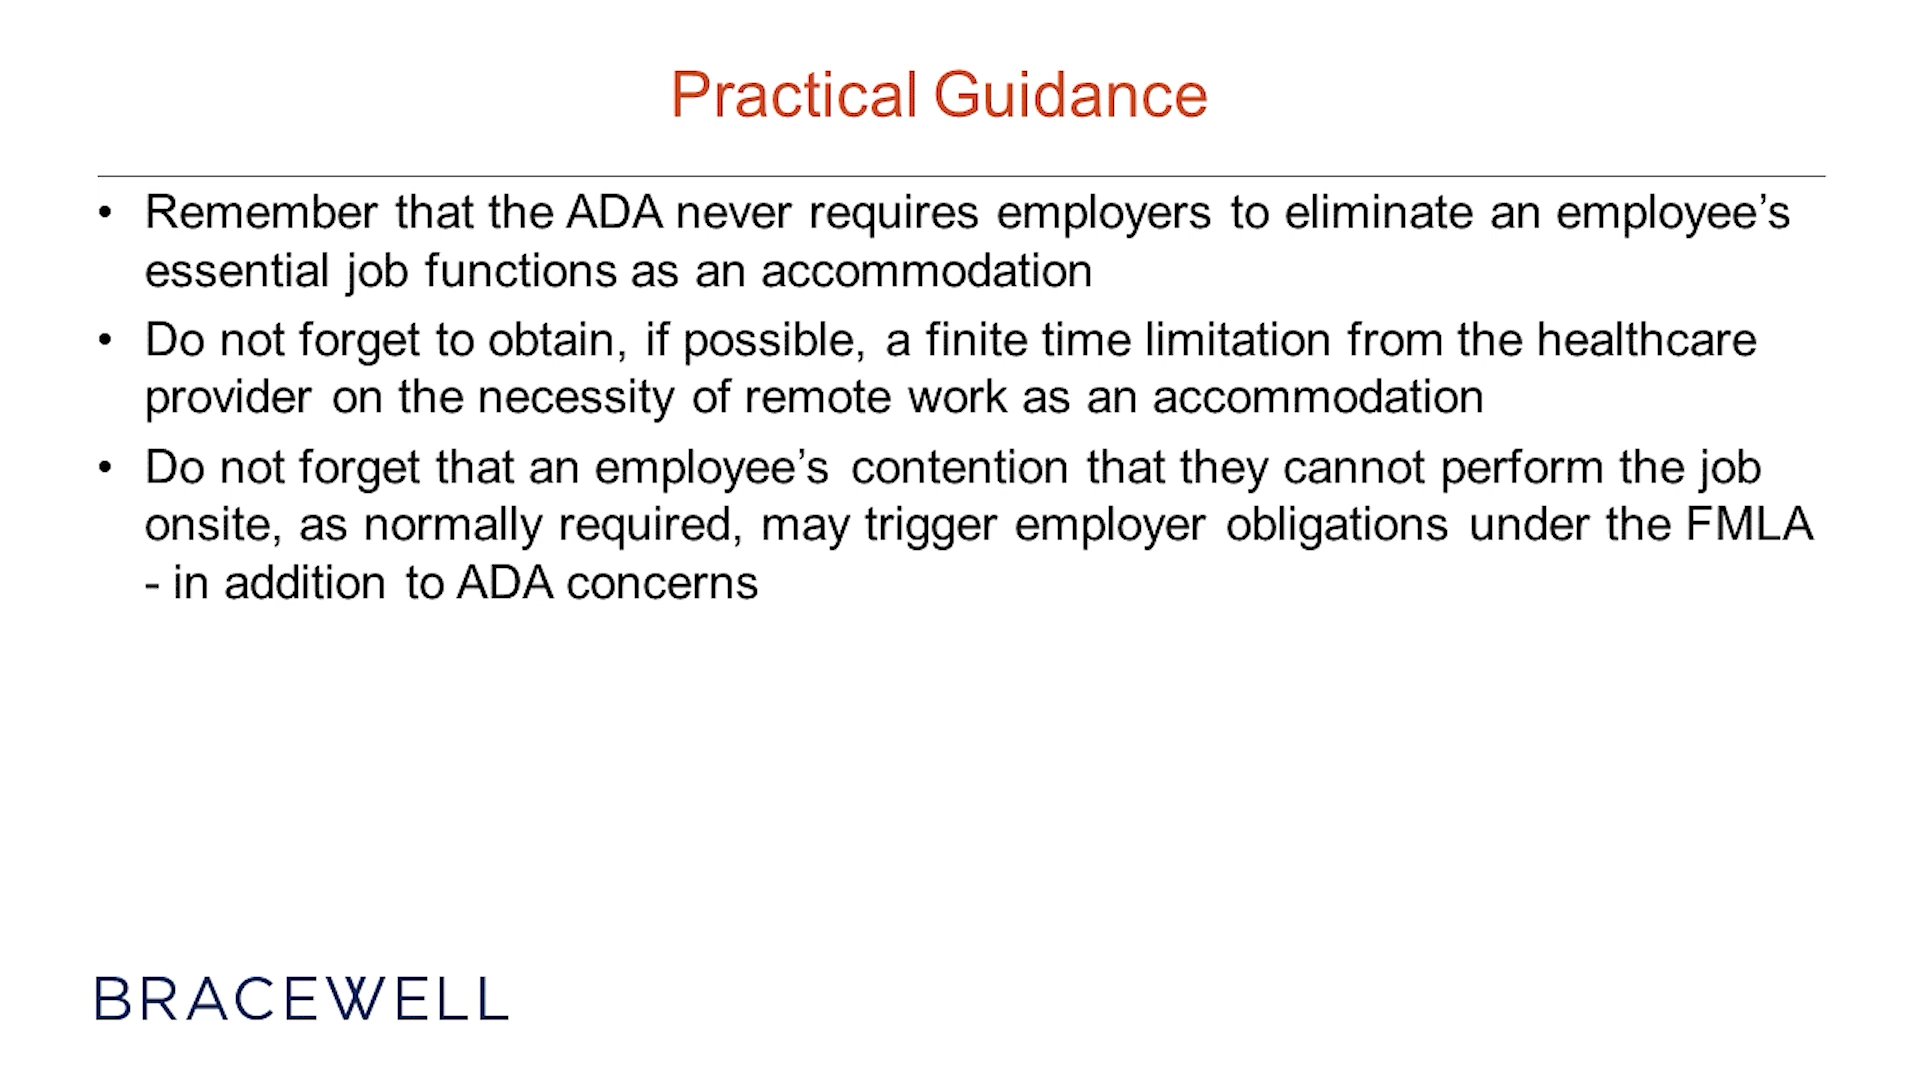 Practical Guidance
• Remember that the ADA never requires employers to eliminate an employee’s
essential job functions as an accommodation
• Do not forget to obtain, if possible, a finite time limitation from the healthcare
provider on the necessity of remote work as an accommodation
• Do not forget that an employee’s contention that they cannot perform the job
onsite, as normally required, may trigger employer obligations under the FMLA
- in addition to ADA concerns
BRACEWELL